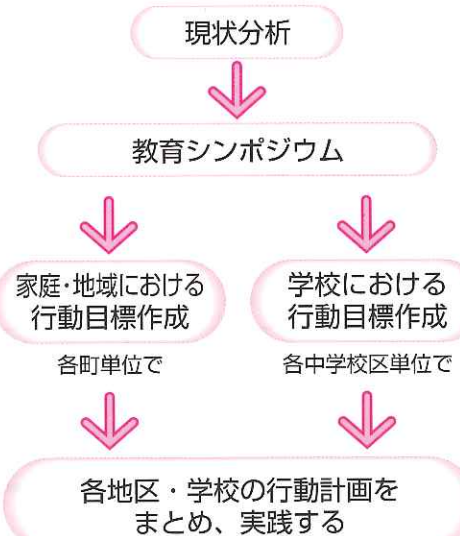 現状分析
教育シンポジウム
家庭・地域における
行動目標作成
各町単位で
学校における
行動目標作成
各中学校区単位で
各地区・学校の行動計画を
まとめ、実践する